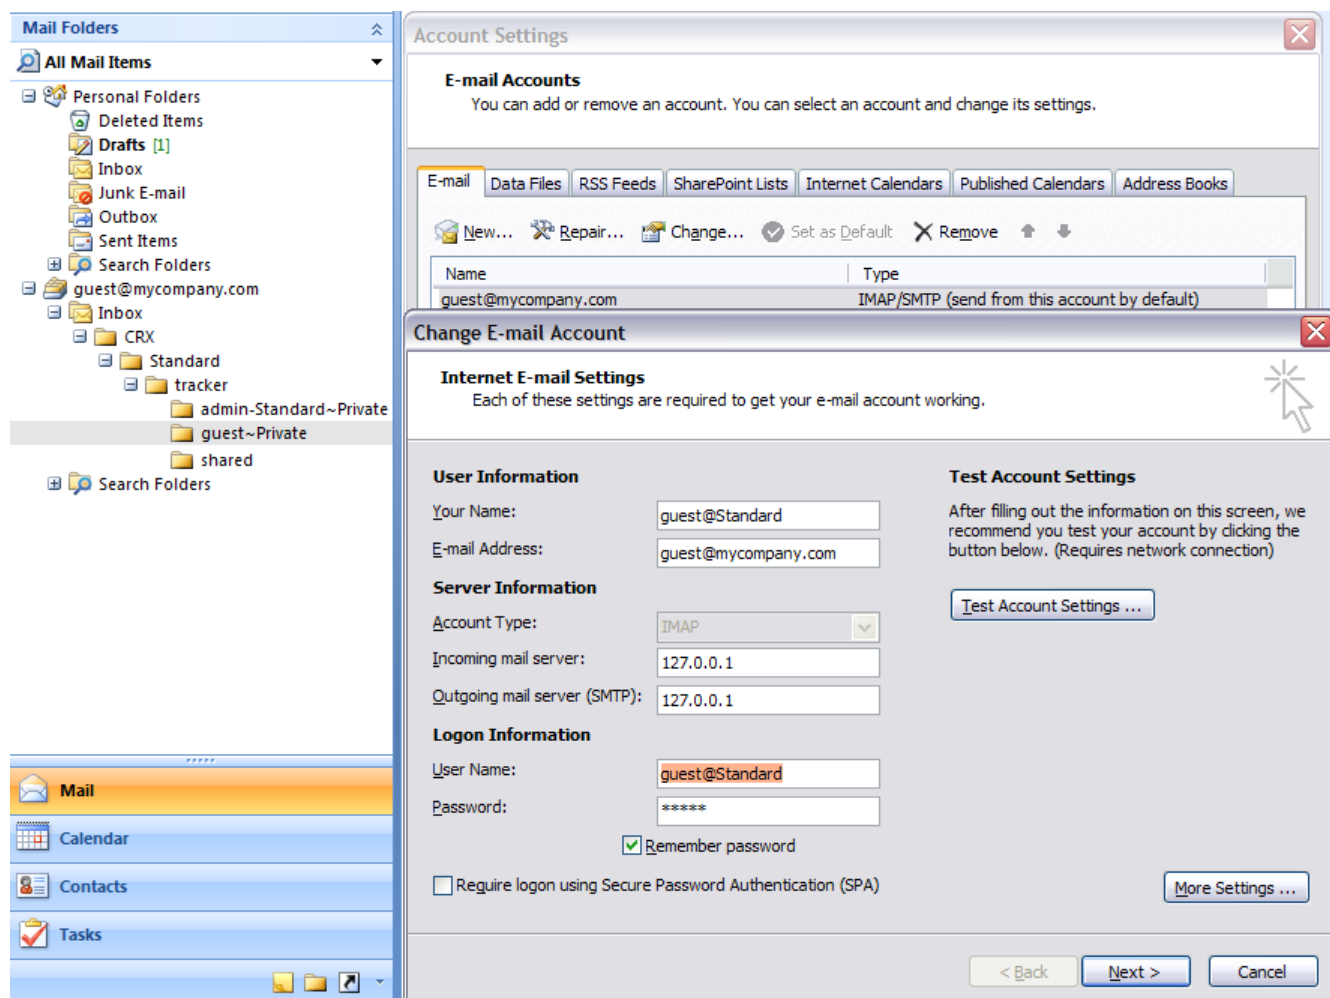 Mail Folders
All Mail Items
Personal Folders
Deleted Items
Drafts [1]
Inbox
Junk E-mail
Outbox
Sent Items
Search Folders
guest@mycompany.com
Inbox
CRX
Standard
tracker
admin-Standard~Private
guest~Private
shared
Search Folders
Mail
Calendar
Contacts
Tasks
Account Settings
E-mail Accounts
You can add or remove an account. You can select an account and change its settings.
E-mail Data Files RSS Feeds SharePoint Lists Internet Calendars Published Calendars Address Books
New... Repair... Change... Set as Default Remove
Name Type
guest@mycompany.com IMAP/SMTP (send from this account by default)
Change E-mail Account
Internet E-mail Settings
Each of these settings are required to get your e-mail account working.
User Information
Your Name: guest@Standard
E-mail Address: guest@mycompany.com
Server Information
Account Type: IMAP
Incoming mail server: 127.0.0.1
Outgoing mail server (SMTP): 127.0.0.1
Logon Information
User Name: guest@Standard
Password: *****
Remember password
Require logon using Secure Password Authentication (SPA)
Test Account Settings
After filling out the information on this screen, we
recommend you test your account by clicking the
button below. (Requires network connection)
Test Account Settings ...
More Settings ...
< Back Next > Cancel